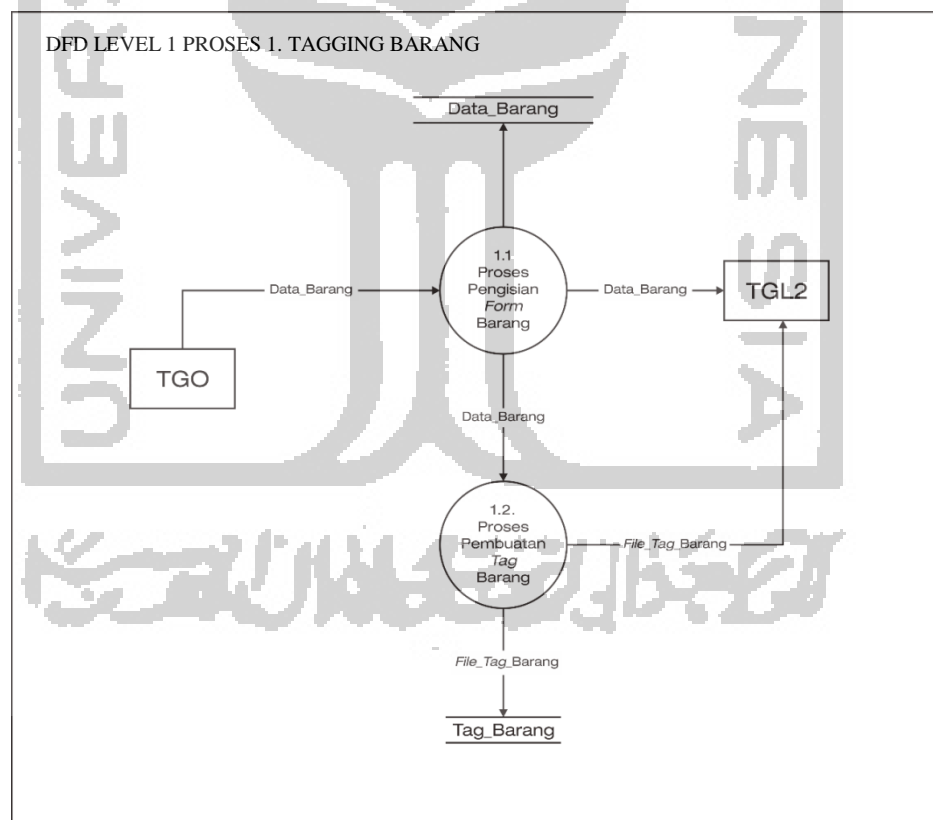 DFD LEVEL 1 PROSES 1. TAGGING BARANG
Data_Barang
1.1
Proses
Pengisian
Form
Barang
Data_Barang
Data_Barang
TGL2
TGO
Data_Barang
1.2.
Proses
Pembuatan
Tag
Barang
File_Tag_Barang
File_Tag_Barang
Tag_Barang